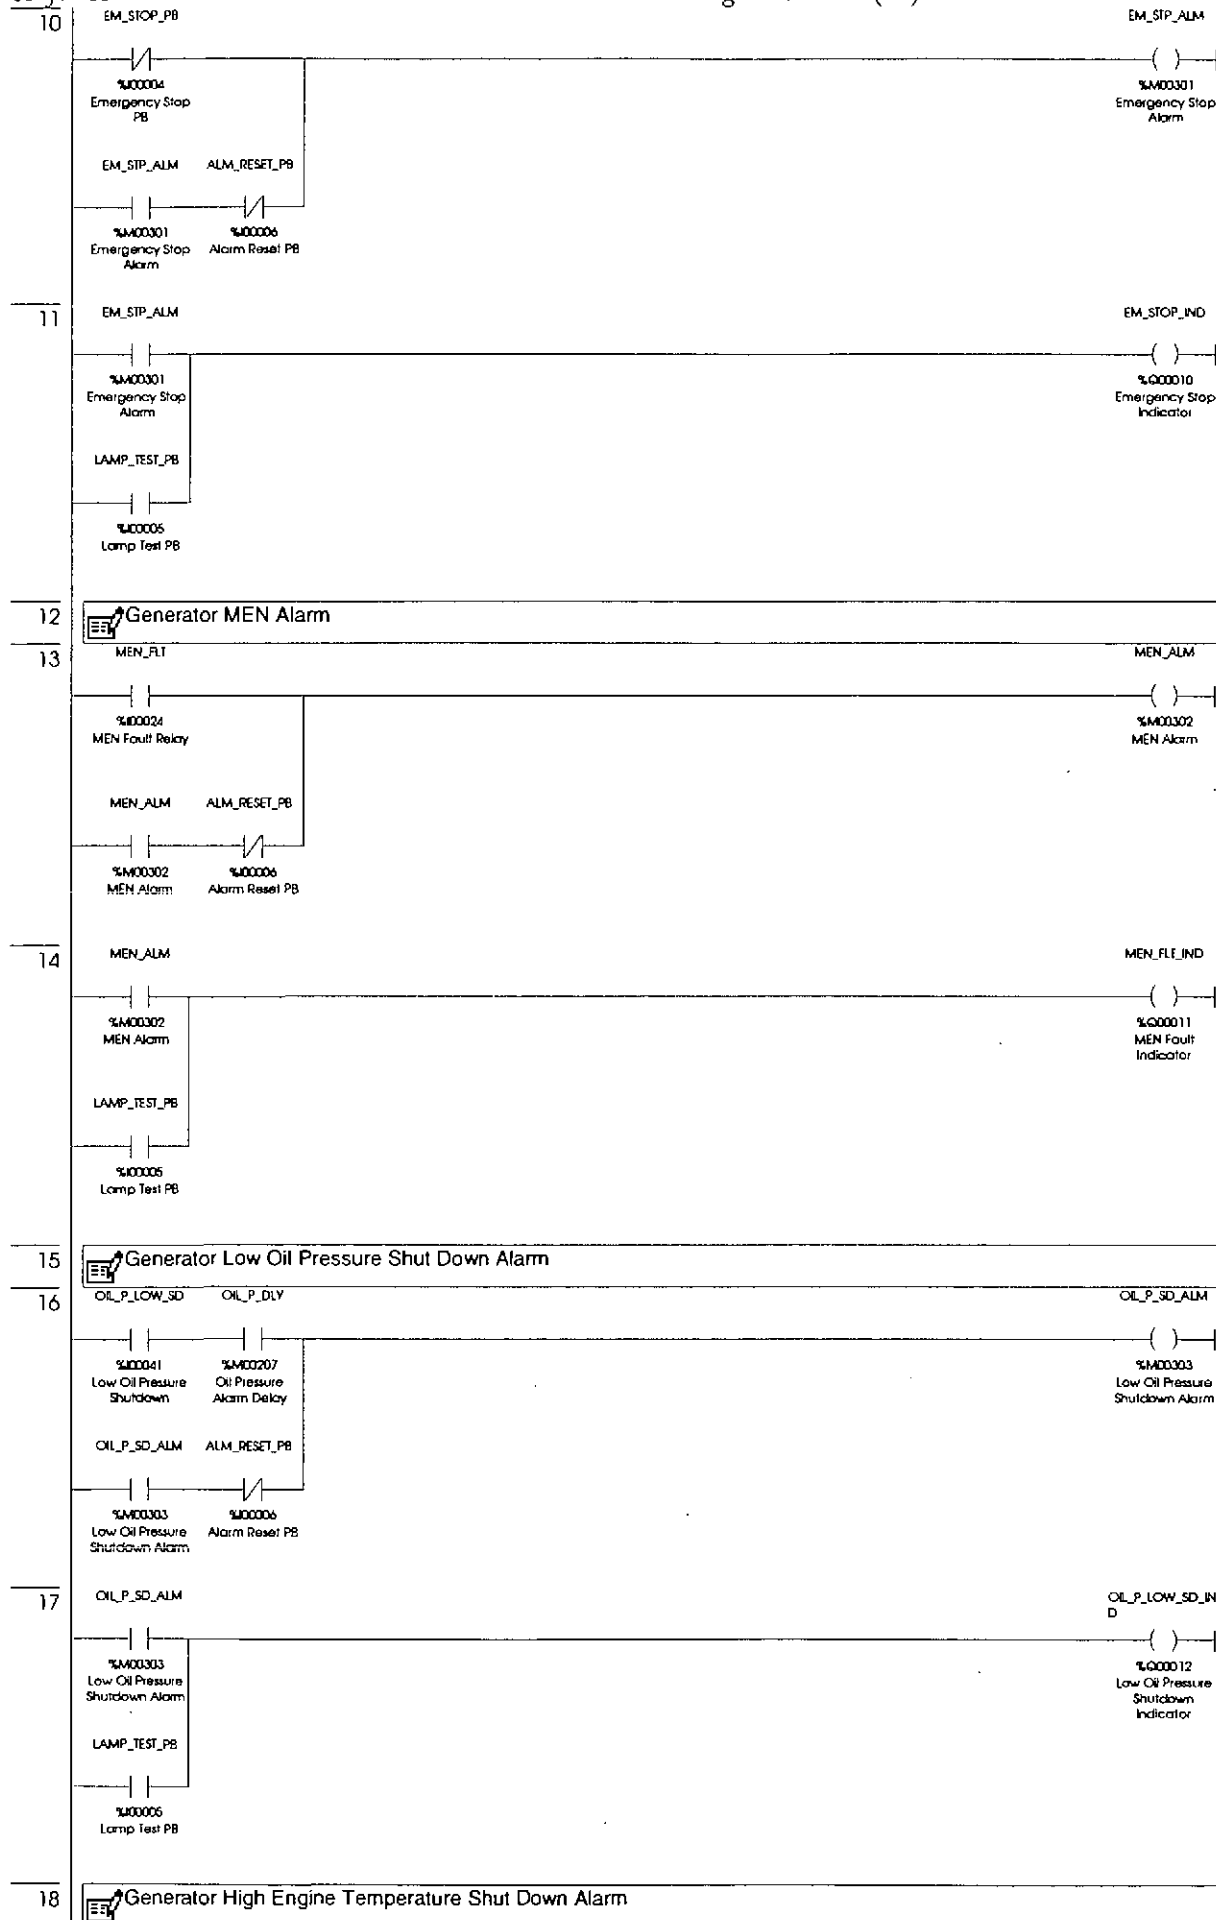 10
EM_STOP_PB
EM_STP_ALM
%I00004
Emergency Stop
PB
%M00301
Emergency Stop
Alarm
EM_STP_ALM ALM_RESET_PB
%M00301
Emergency Stop
Alarm
%I00006
Alarm Reset PB
11
EM_STP_ALM
EM_STOP_IND
%M00301
Emergency Stop
Alarm
%Q00010
Emergency Stop
Indicator
LAMP_TEST_PB
%I00005
Lamp Test PB
12
Generator MEN Alarm
13
MEN_FLT
MEN_ALM
%I00024
MEN Fault Relay
%M00302
MEN Alarm
MEN_ALM ALM_RESET_PB
%M00302
MEN Alarm
%I00006
Alarm Reset PB
14
MEN_ALM
MEN_FLT_IND
%M00302
MEN Alarm
%Q00011
MEN Fault
Indicator
LAMP_TEST_PB
%I00005
Lamp Test PB
15
Generator Low Oil Pressure Shut Down Alarm
16
OIL_P_LOW_SD OIL_P_DLY
OIL_P_SD_ALM
%I00041
Low Oil Pressure
Shutdown
%M00207
Oil Pressure
Alarm Delay
%M00303
Low Oil Pressure
Shutdown Alarm
OIL_P_SD_ALM ALM_RESET_PB
%M00303
Low Oil Pressure
Shutdown Alarm
%I00006
Alarm Reset PB
17
OIL_P_SD_ALM
OIL_P_LOW_SD_IN
D
%M00303
Low Oil Pressure
Shutdown Alarm
%Q00012
Low Oil Pressure
Shutdown
Indicator
LAMP_TEST_PB
%I00005
Lamp Test PB
18
Generator High Engine Temperature Shut Down Alarm